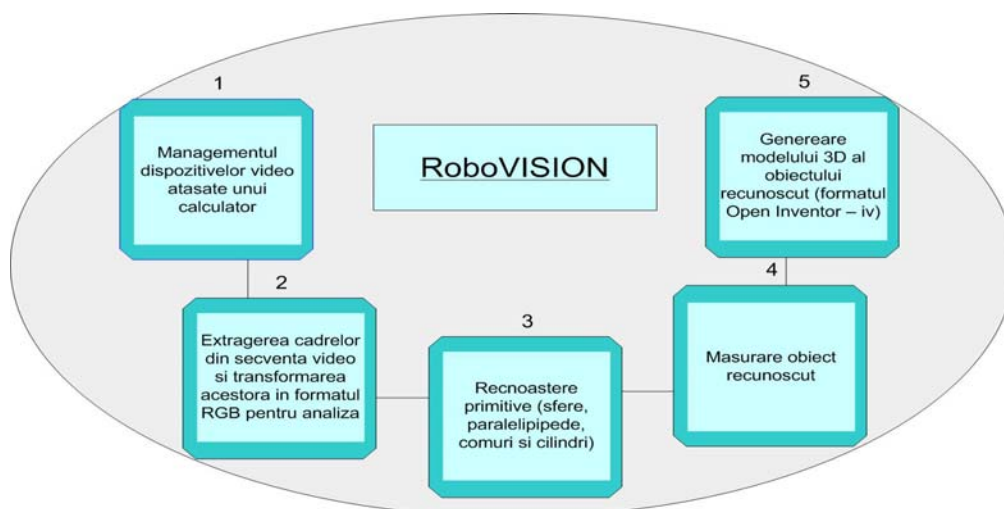 1
Managementul
dispozitivelor video
atasate unui
calculator
RoboVISION
5
Genereare
modelului 3D al
obiectului
recunoscut (formatul
Open Inventor – iv)
2
Extragerea cadrelor
din secventa video
si transformarea
acestora in formatul
RGB pentru analiza
3
Recnoastere
primitive (sfere,
paralelipipede,
comuri si cilindri)
4
Masurare obiect
recunoscut